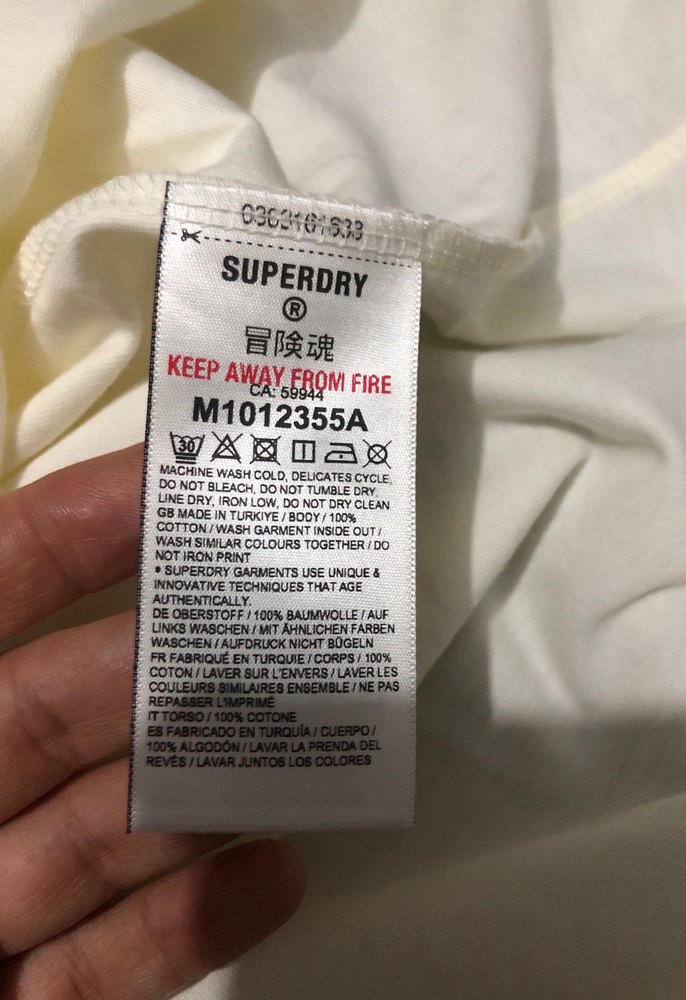 SUPERDRY
®
冒険魂
KEEP AWAY FROM FIRE
CA: 59944
M1012355A
30
MACHINE WASH COLD, DELICATES CYCLE,
DO NOT BLEACH, DO NOT TUMBLE DRY,
LINE DRY, IRON LOW, DO NOT DRY CLEAN
GB MADE IN TURKIYE / BODY / 100%
COTTON / WASH GARMENT INSIDE OUT /
WASH SIMILAR COLOURS TOGETHER / DO
NOT IRON PRINT
• SUPERDRY GARMENTS USE UNIQUE &
INNOVATIVE TECHNIQUES THAT AGE
AUTHENTICALLY.
DE OBERSTOFF / 100% BAUMWOLLE / AUF
LINKS WASCHEN / MIT ÄHNLICHEN FARBEN
WASCHEN / AUFDRUCK NICHT BÜGELN
FR FABRIQUÉ EN TURQUIE / CORPS / 100%
COTON / LAVER SUR L'ENVERS / LAVER LES
COULEURS SIMILAIRES ENSEMBLE / NE PAS
REPASSER L'IMPRIMÉ
IT TORSO / 100% COTONE
ES FABRICADO EN TURQUÍA / CUERPO /
100% ALGODÓN / LAVAR LA PRENDA DEL
REVÉS / LAVAR JUNTOS LOS COLORES